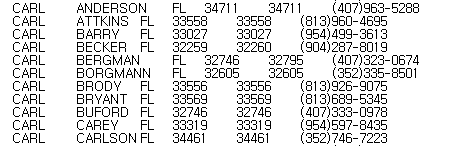 CARL ANDERSON FL 34711 34711 (407)963-5288
CARL ATTKINS FL 33558 33558 (813)960-4695
CARL BARRY FL 33027 33027 (954)499-3613
CARL BECKER FL 32259 32260 (904)287-8019
CARL BERGMAN FL 32746 32795 (407)323-0674
CARL BORGMANN FL 32605 32605 (352)335-8501
CARL BRODY FL 33556 33556 (813)926-9075
CARL BRYANT FL 33569 33569 (813)689-5345
CARL BUFORD FL 32746 32746 (407)333-0978
CARL CAREY FL 33319 33319 (954)597-8435
CARL CARLSON FL 34461 34461 (352)746-7223